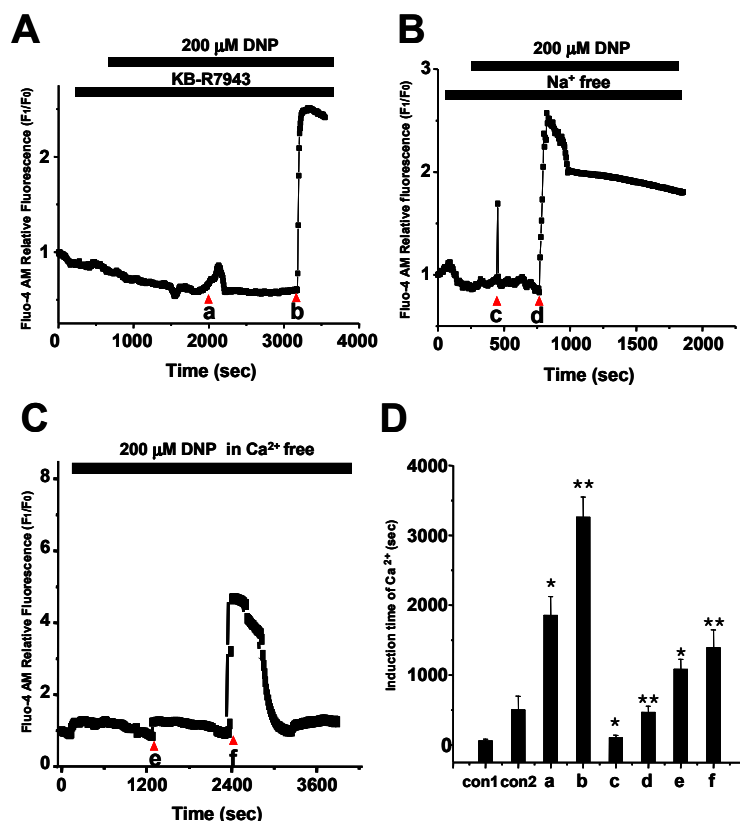 A
200 µM DNP
KB-R7943
Fluo-4 AM Relative Fluorescence (F1/F0)
2
1
a
b
0
1000
2000
3000
4000
Time (sec)
B
200 µM DNP
Na+ free
Fluo-4 AM Relative fluorescence (F1/F0)
3
2
1
0
c
d
0
500
1000
1500
2000
Time (sec)
C
200 µM DNP in Ca2+ free
Fluo-4 AM Relative Fluorescence (F1/F0)
8
6
4
2
0
e
f
0
1200
2400
3600
Time (sec)
D
Induction time of Ca 2+ (sec)
4000
3000
2000
1000
0
*
**
*
**
*
**
con1 con2 a b c d e f